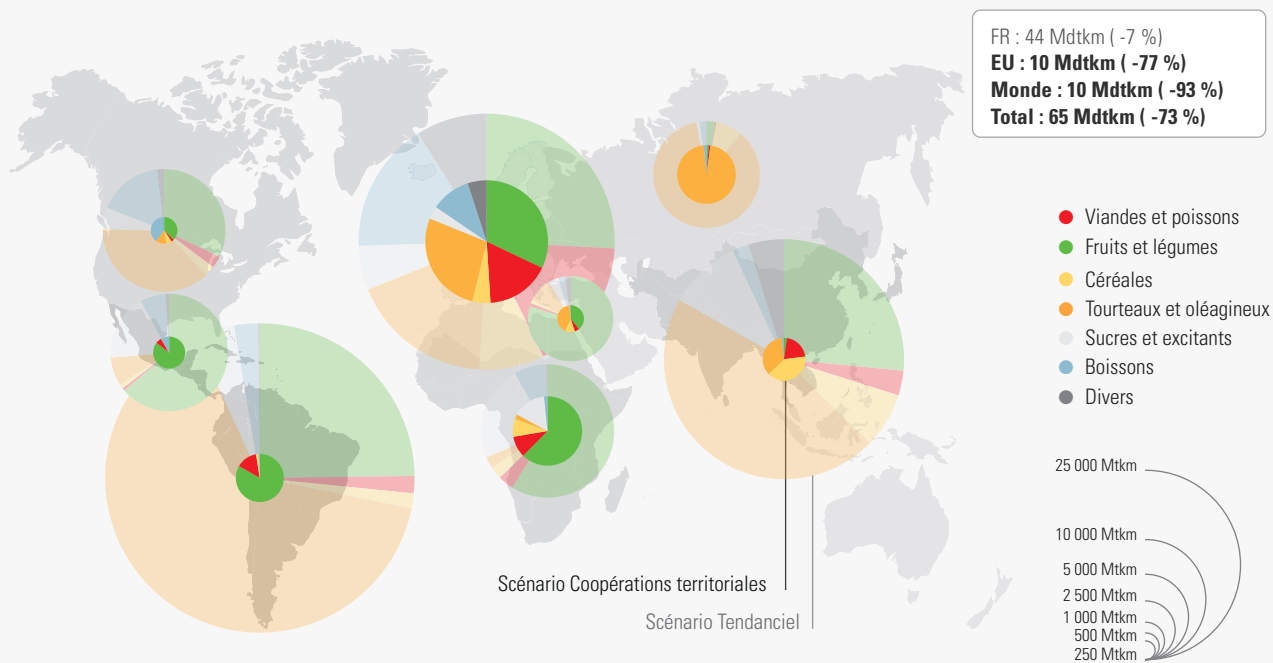 FR : 44 Mdtkm ( -7 %)
EU : 10 Mdtkm ( -77 %)
Monde : 10 Mdtkm ( -93 %)
Total : 65 Mdtkm ( -73 %)
Viandes et poissons
Fruits et légumes
Céréales
Tourteaux et oléagineux
Sucres et excitants
Boissons
Divers
25 000 Mtkm
10 000 Mtkm
5 000 Mtkm
2 500 Mtkm
1 000 Mtkm
500 Mtkm
250 Mtkm
Scénario Coopérations territoriales
Scénario Tendanciel